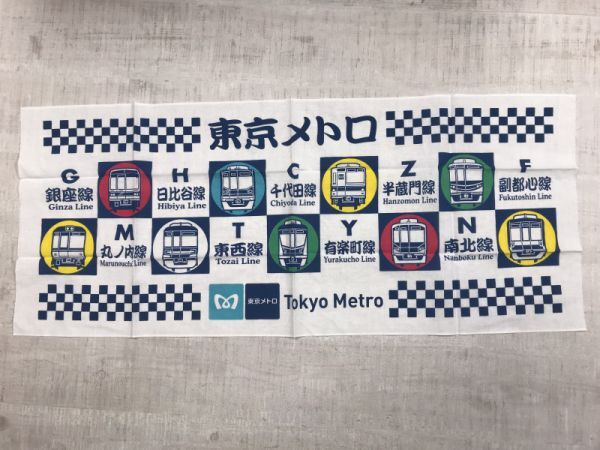 東京メトロ
G
銀座線
Ginza Line
H
日比谷線
Hibiya Line
C
千代田線
Chiyoda Line
Z
半蔵門線
Hanzomon Line
F
副都心線
Fukutoshin Line
M
丸ノ内線
Marunouchi Line
T
東西線
Tozai Line
Y
有楽町線
Yurakucho Line
N
南北線
Nanboku Line
東京メトロ
Tokyo Metro